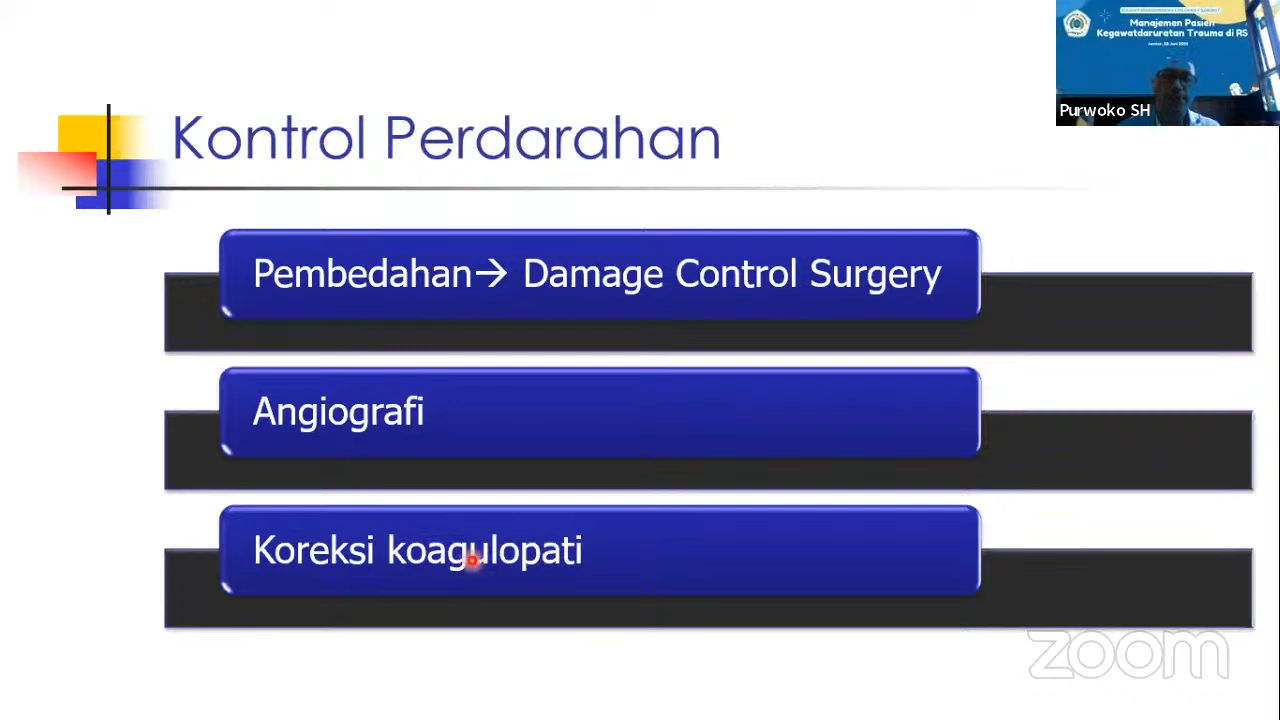 Manajemen Pasien
Kegawatdaruratan Trauma di RS
Purwoko SH
Kontrol Perdarahan
Pembedahan→ Damage Control Surgery
Angiografi
Koreksi koagulopati
zoom